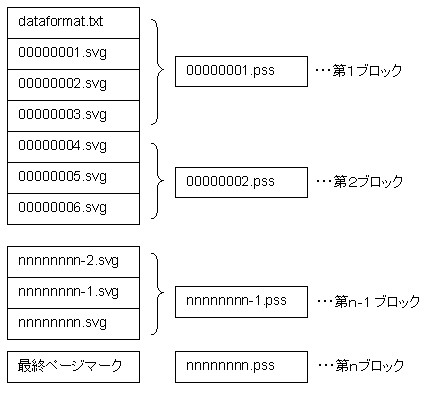 dataformat.txt
00000001.svg
00000002.svg
00000003.svg
00000001.pss
･･･第１ブロック
00000004.svg
00000005.svg
00000006.svg
00000002.pss
･･･第２ブロック
nnnnnnnn-2.svg
nnnnnnnn-1.svg
nnnnnnnn.svg
nnnnnnnn-1.pss
･･･第n-1 ブロック
最終ページマーク
nnnnnnnn.pss
･･･第nブロック